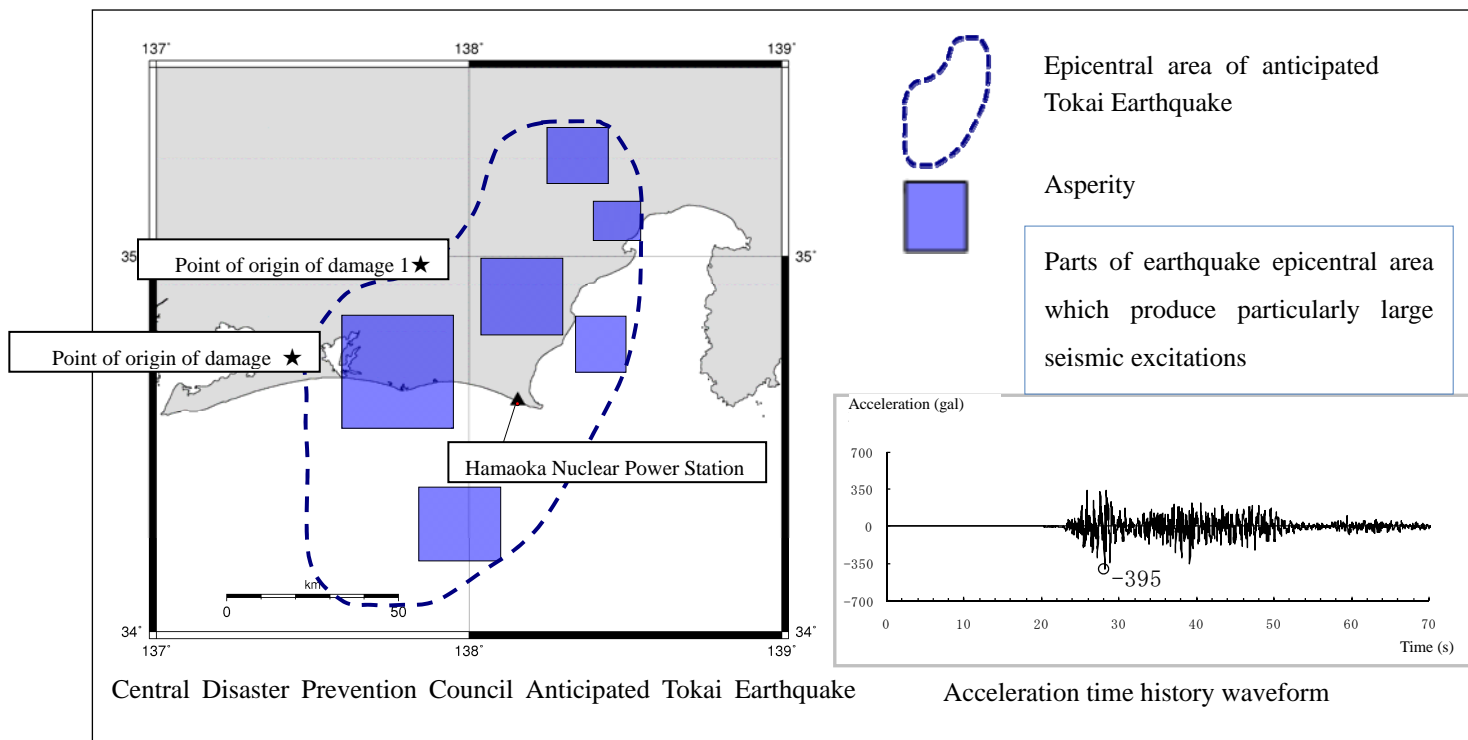 137°
138°
139°
35°
35°
Point of origin of damage 1★
Point of origin of damage ★
Hamaoka Nuclear Power Station
km
0
50
34°
34°
137°
138°
139°
Central Disaster Prevention Council Anticipated Tokai Earthquake
Epicentral area of anticipated
Tokai Earthquake
Asperity
Parts of earthquake epicentral area
which produce particularly large
seismic excitations
Acceleration (gal)
700
350
0
-350
-700
-395
0 10 20 30 40 50 60 70
Time (s)
Acceleration time history waveform